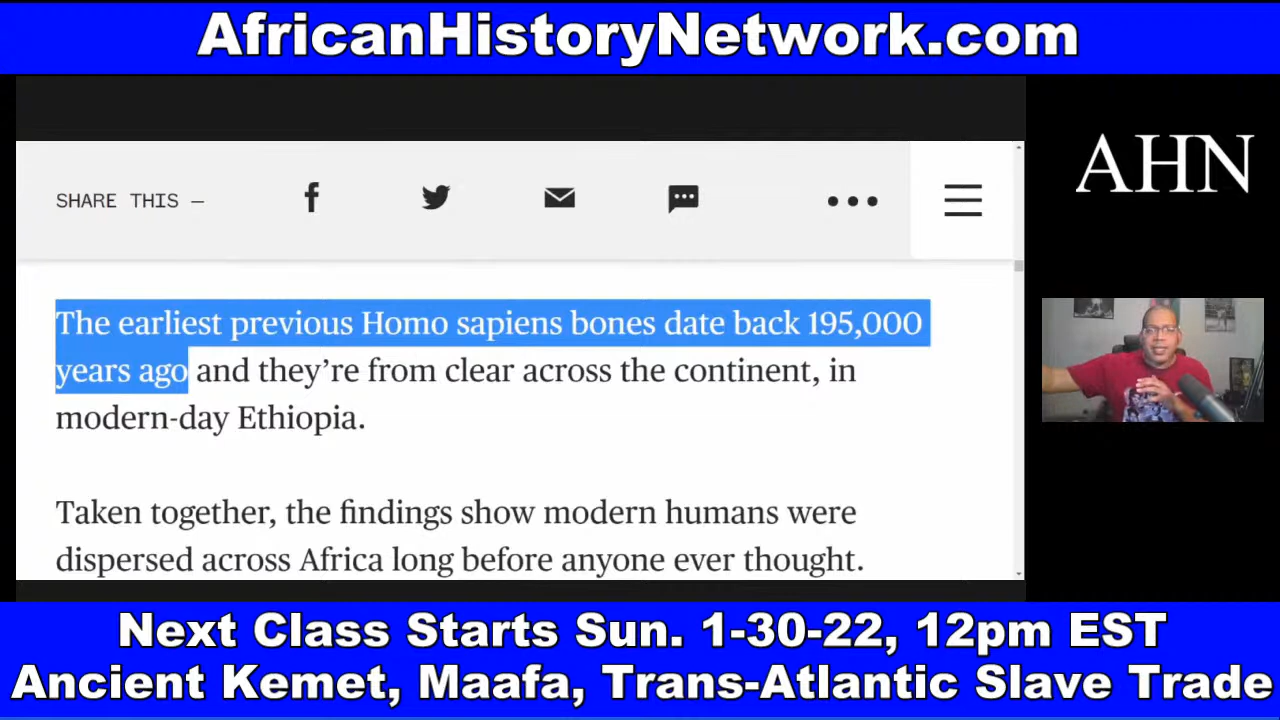 AfricanHistoryNetwork.com
AHN
SHARE THIS —
The earliest previous Homo sapiens bones date back 195,000
years ago and they’re from clear across the continent, in
modern-day Ethiopia.
Taken together, the findings show modern humans were
dispersed across Africa long before anyone ever thought.
Next Class Starts Sun. 1-30-22, 12pm EST
Ancient Kemet, Maafa, Trans-Atlantic Slave Trade